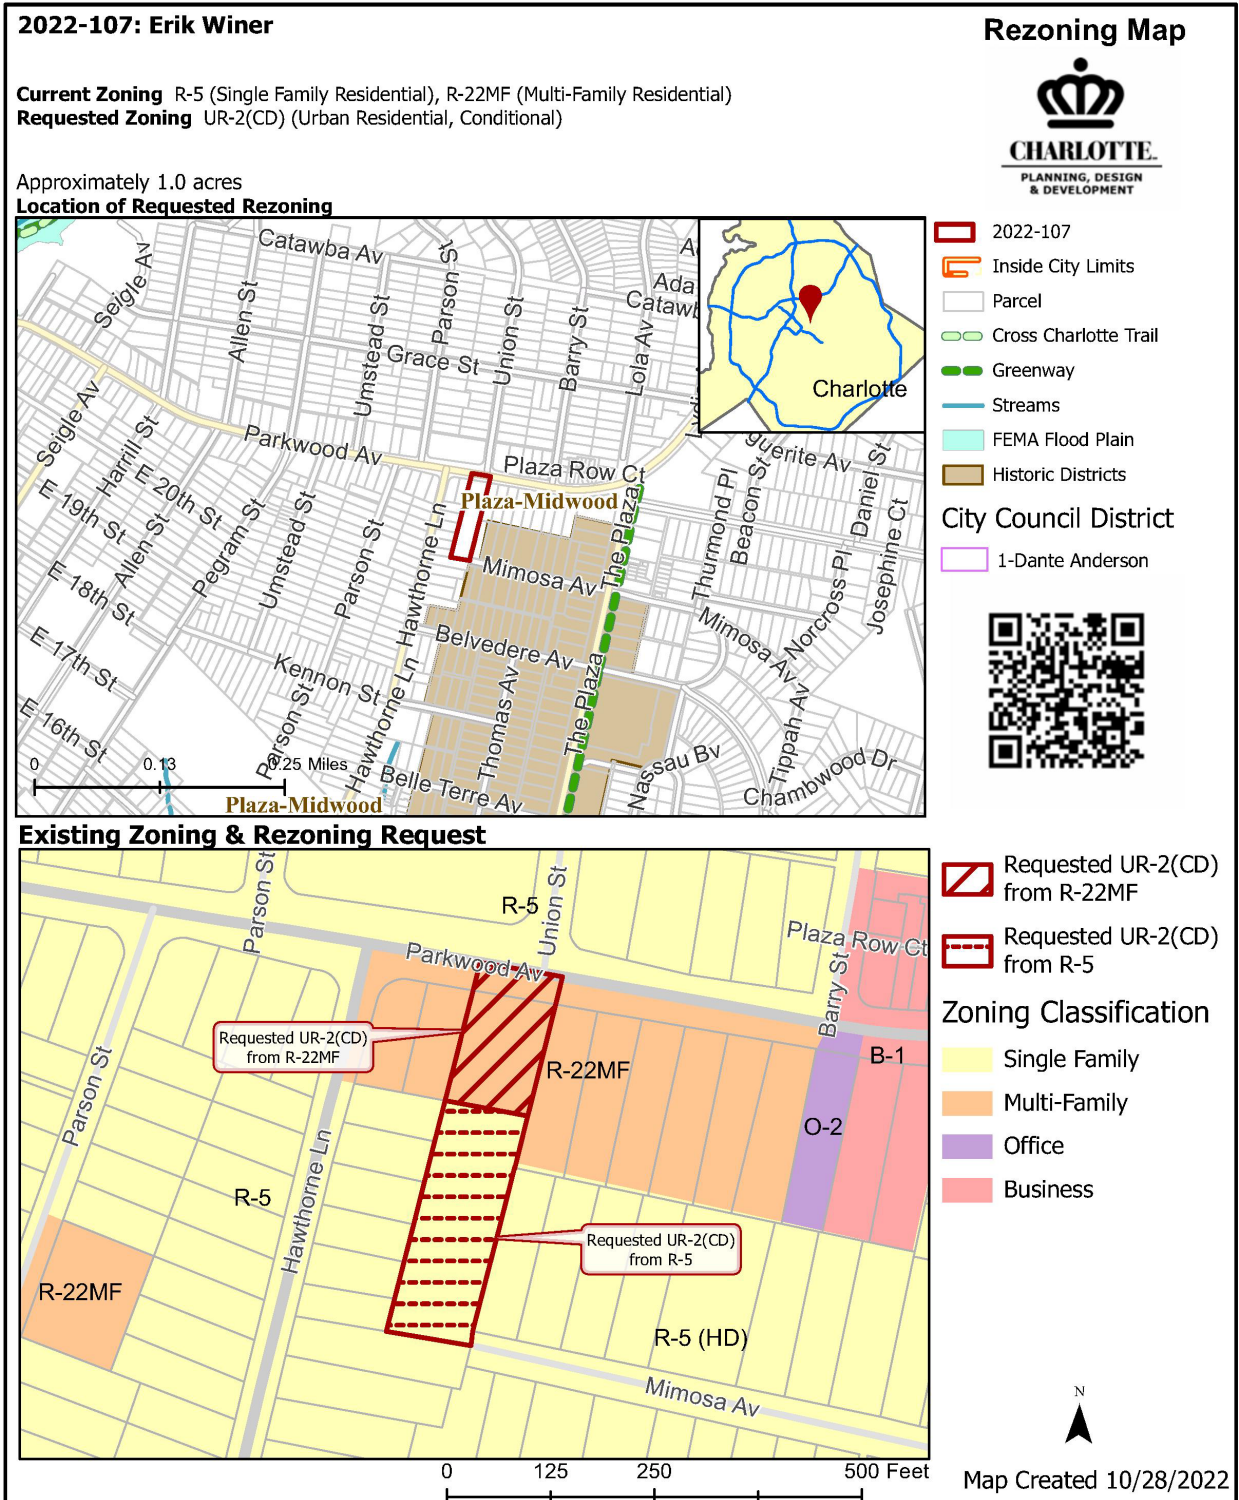 2022-107: Erik Winer
Rezoning Map
Current Zoning R-5 (Single Family Residential), R-22MF (Multi-Family Residential)
Requested Zoning UR-2(CD) (Urban Residential, Conditional)
CHARLOTTE.
PLANNING, DESIGN
& DEVELOPMENT
Approximately 1.0 acres
Location of Requested Rezoning
Catawba Av
Seigle Av
Allen St
Umstead St
Parson St
Union St
Barry St
Lola Av
Ada
Catawb
Grace St
Charlotte
Seigle Av
Harrill St
Parkwood Av
Plaza Row Ct
guerite Av
Plaza-Midwood
E 20th St
E 19th St
Allen St
E 18th St
Pegram St
Umstead St
Parson St
Hawthorne Ln
Mimosa Av
The Plaza
Thurmond Pl
Beacon St
Daniel St
Josephine Ct
Norcross Pl
Mimosa Av
E 17th St
E 16th St
Kennon St
Parson St
Hawthorne Ln
Belvedere Av
Thomas Av
The Plaza
Nassau Bv
Tippah Av
Chambwood Dr
Belle Terre Av
Plaza-Midwood
0 0.13 0.25 Miles
2022-107
Inside City Limits
Parcel
Cross Charlotte Trail
Greenway
Streams
FEMA Flood Plain
Historic Districts
City Council District
1-Dante Anderson
Existing Zoning & Rezoning Request
Parson St
R-5
Union St
Plaza Row Ct
Parkwood Av
Barry St
Requested UR-2(CD)
from R-22MF
R-22MF
B-1
O-2
Parson St
R-5
Hawthorne Ln
Requested UR-2(CD)
from R-5
R-22MF
R-5 (HD)
Mimosa Av
0 125 250 500 Feet
Requested UR-2(CD)
from R-22MF
Requested UR-2(CD)
from R-5
Zoning Classification
Single Family
Multi-Family
Office
Business
N
Map Created 10/28/2022